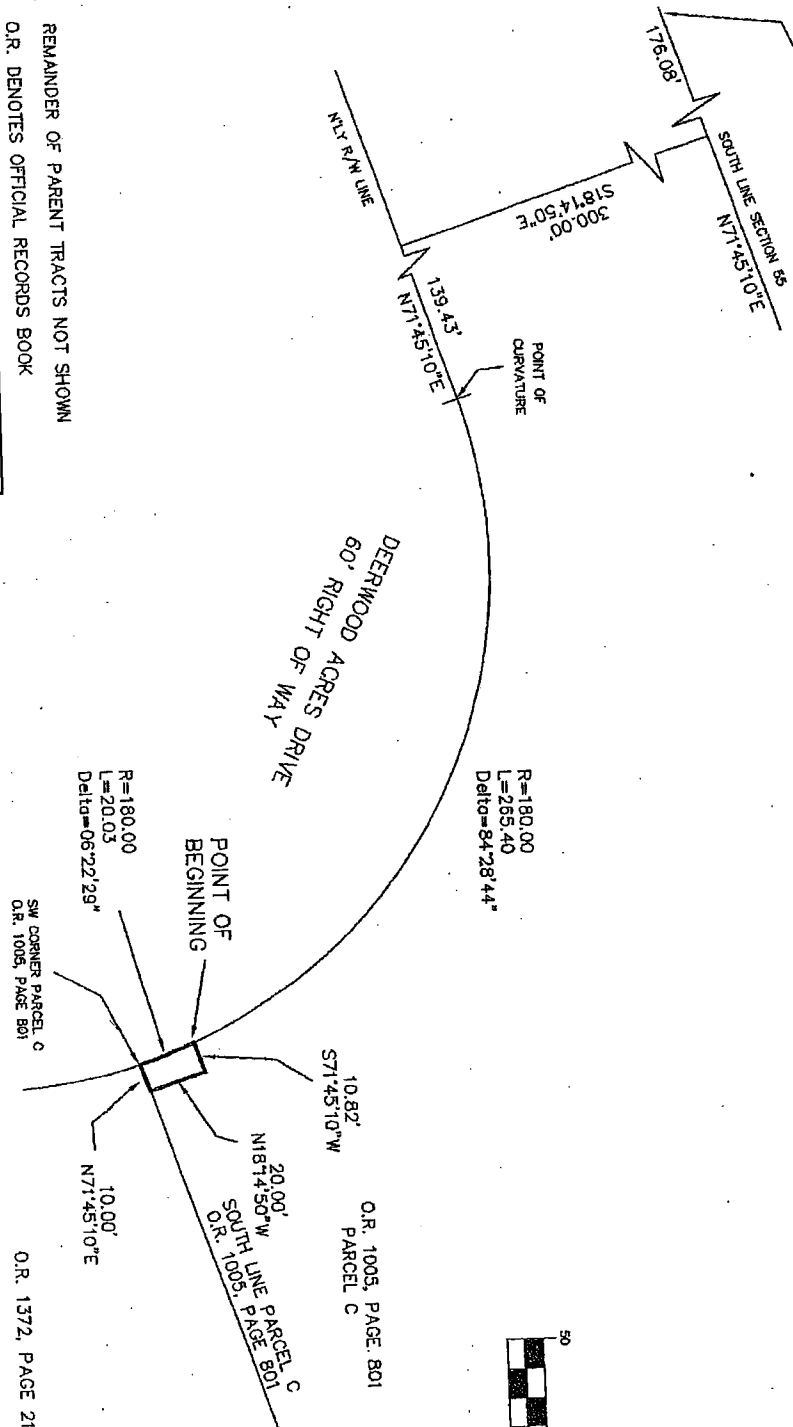 176.08'
SOUTH LINE SECTION 55
N71°45'10"E
300.00'
S18°14'50"E
N'LY R/W LINE
139.43'
N71°45'10"E
POINT OF
CURVATURE
REMAINDER OF PARENT TRACTS NOT SHOWN
O.R. DENOTES OFFICIAL RECORDS BOOK
DEERWOOD ACRES DRIVE
60' RIGHT OF WAY
R=180.00
L=265.40
Delta=84°28'44"
R=180.00
L=20.03
Delta=06°22'29"
POINT OF
BEGINNING
SW CORNER PARCEL C
O.R. 1005, PAGE 801
10.82'
S71°45'10"W
20.00'
N18°14'50"W
10.00'
N71°45'10"E
SOUTH LINE PARCEL C
O.R. 1005, PAGE 801
O.R. 1005, PAGE 801
PARCEL C
50
O.R. 1372, PAGE 21